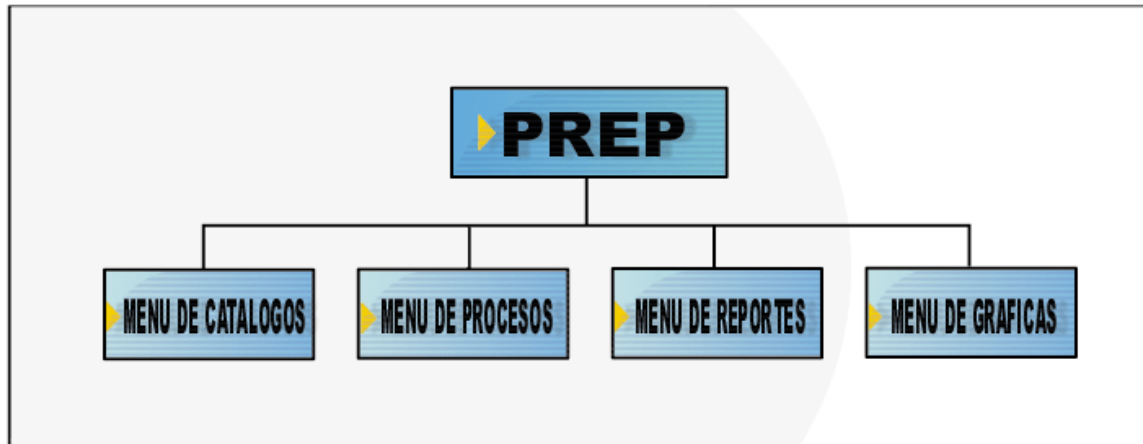 PREP
MENU DE CATALOGOS
MENU DE PROCESOS
MENU DE REPORTES
MENU DE GRAFICAS